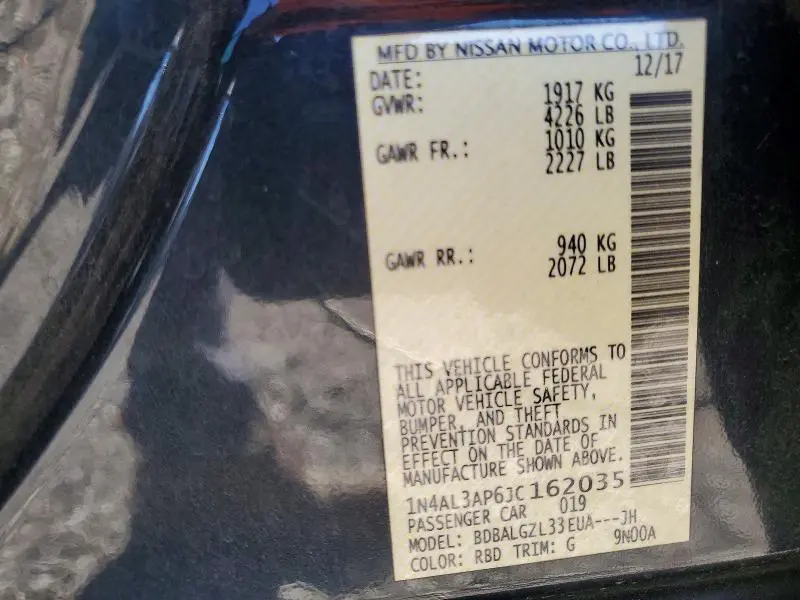 MFD BY NISSAN MOTOR CO., LTD.
DATE: 12/17
GVWR: 1917 KG
4226 LB
GAWR FR.: 1010 KG
2227 LB
GAWR RR.: 940 KG
2072 LB
THIS VEHICLE CONFORMS TO
ALL APPLICABLE FEDERAL
MOTOR VEHICLE SAFETY,
BUMPER, AND THEFT
PREVENTION STANDARDS IN
EFFECT ON THE DATE OF
MANUFACTURE SHOWN ABOVE.
1N4AL3AP6JC162035
PASSENGER CAR 019
MODEL: BDBALGZL33EUA---JH
COLOR: RBD TRIM: G 9N00A